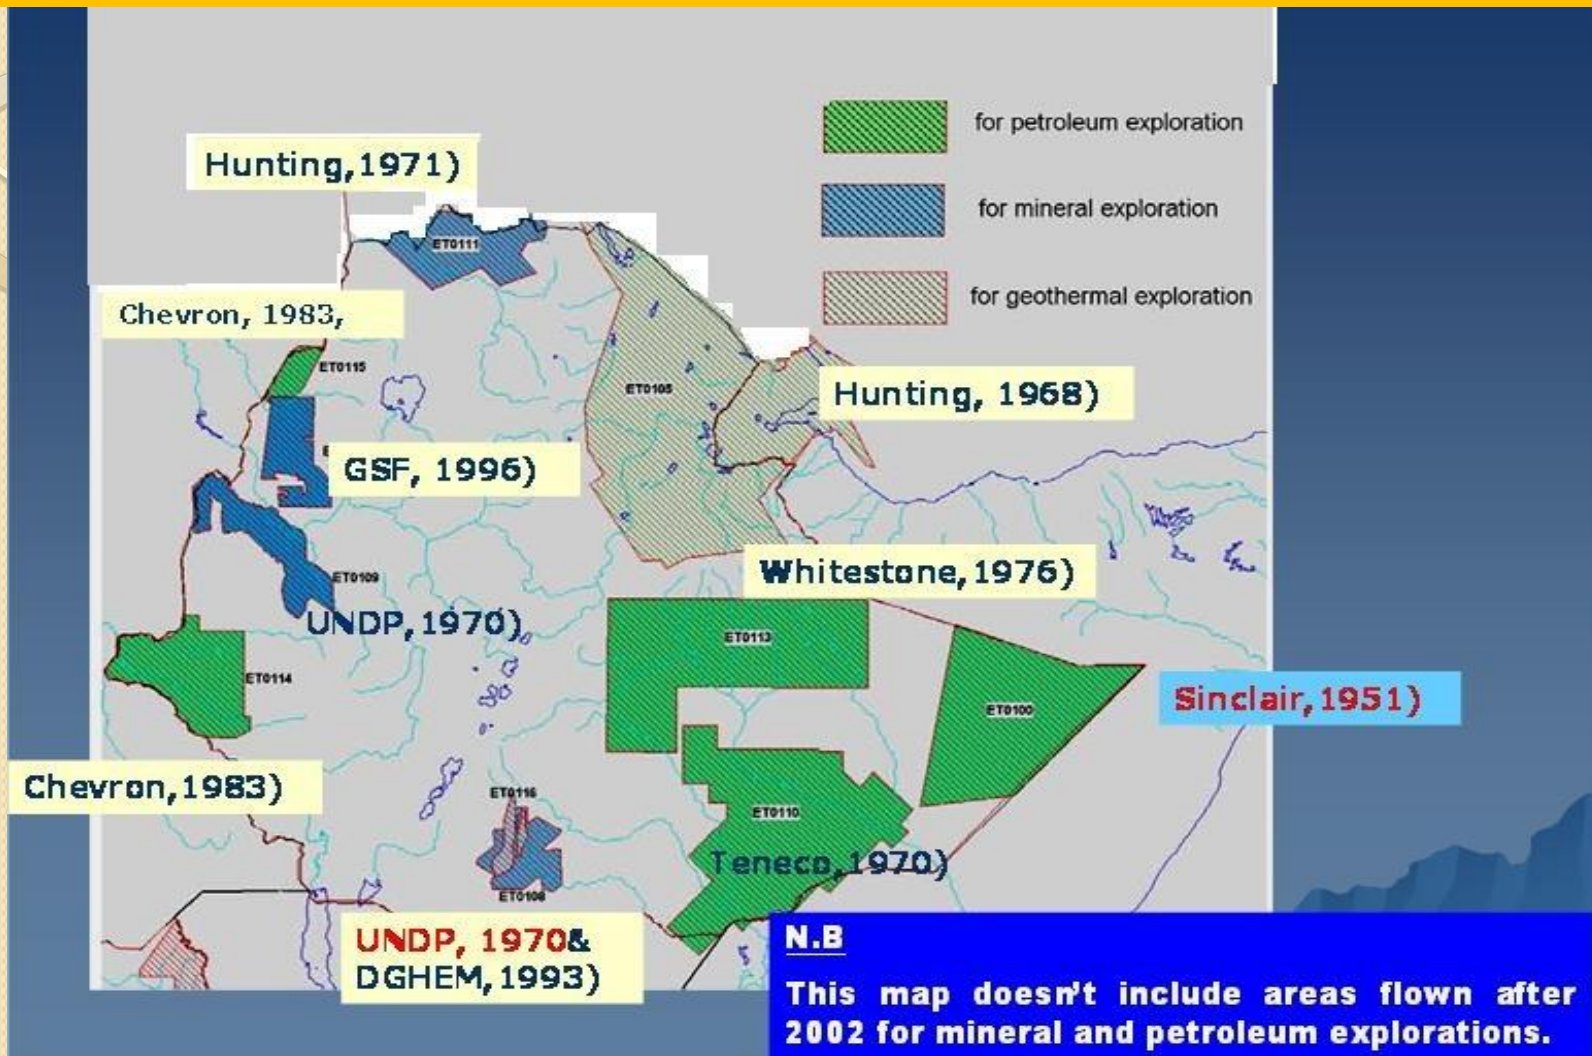 for petroleum exploration
Hunting,1971)
for mineral exploration
ET0111
for geothermal exploration
Chevron, 1983,
ET0115
ET0105
Hunting, 1968)
GSF, 1996)
Whitestone,1976)
ET0109
UNDP,1970)
ET0113
ET0114
Sinclair,1951)
ET0100
Chevron,1983)
ET0116
ET0110
Teneco,1970)
ET0108
UNDP, 1970&
DGHEM,1993)
N.B
This map doesn't include areas flown after
2002 for mineral and petroleum explorations.